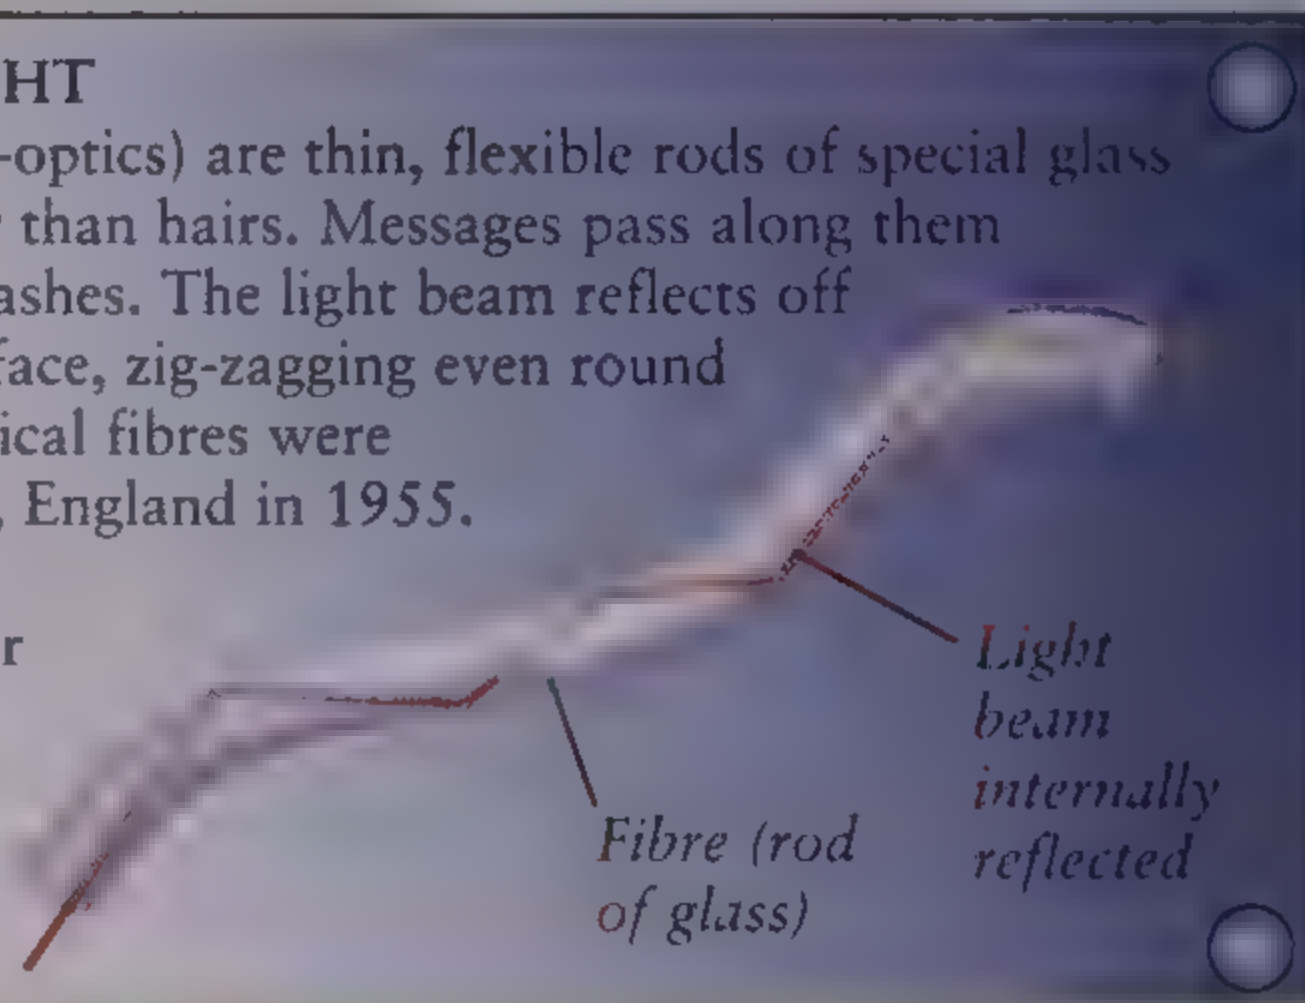 HT
-optics) are thin, flexible rods of special glass
than hairs. Messages pass along them
ashes. The light beam reflects off
face, zig-zagging even round
ical fibres were
, England in 1955.
r
Light
beam
internally
reflected
Fibre (rod
of glass)